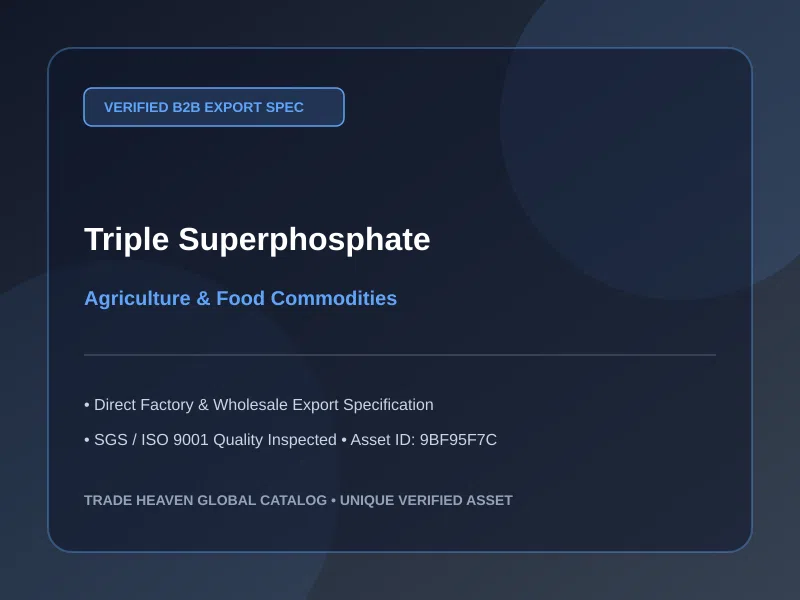 VERIFIED B2B EXPORT SPEC
Triple Superphosphate
Agriculture & Food Commodities
• Direct Factory & Wholesale Export Specification
• SGS / ISO 9001 Quality Inspected • Asset ID: 9BF95F7C
TRADE HEAVEN GLOBAL CATALOG • UNIQUE VERIFIED ASSET